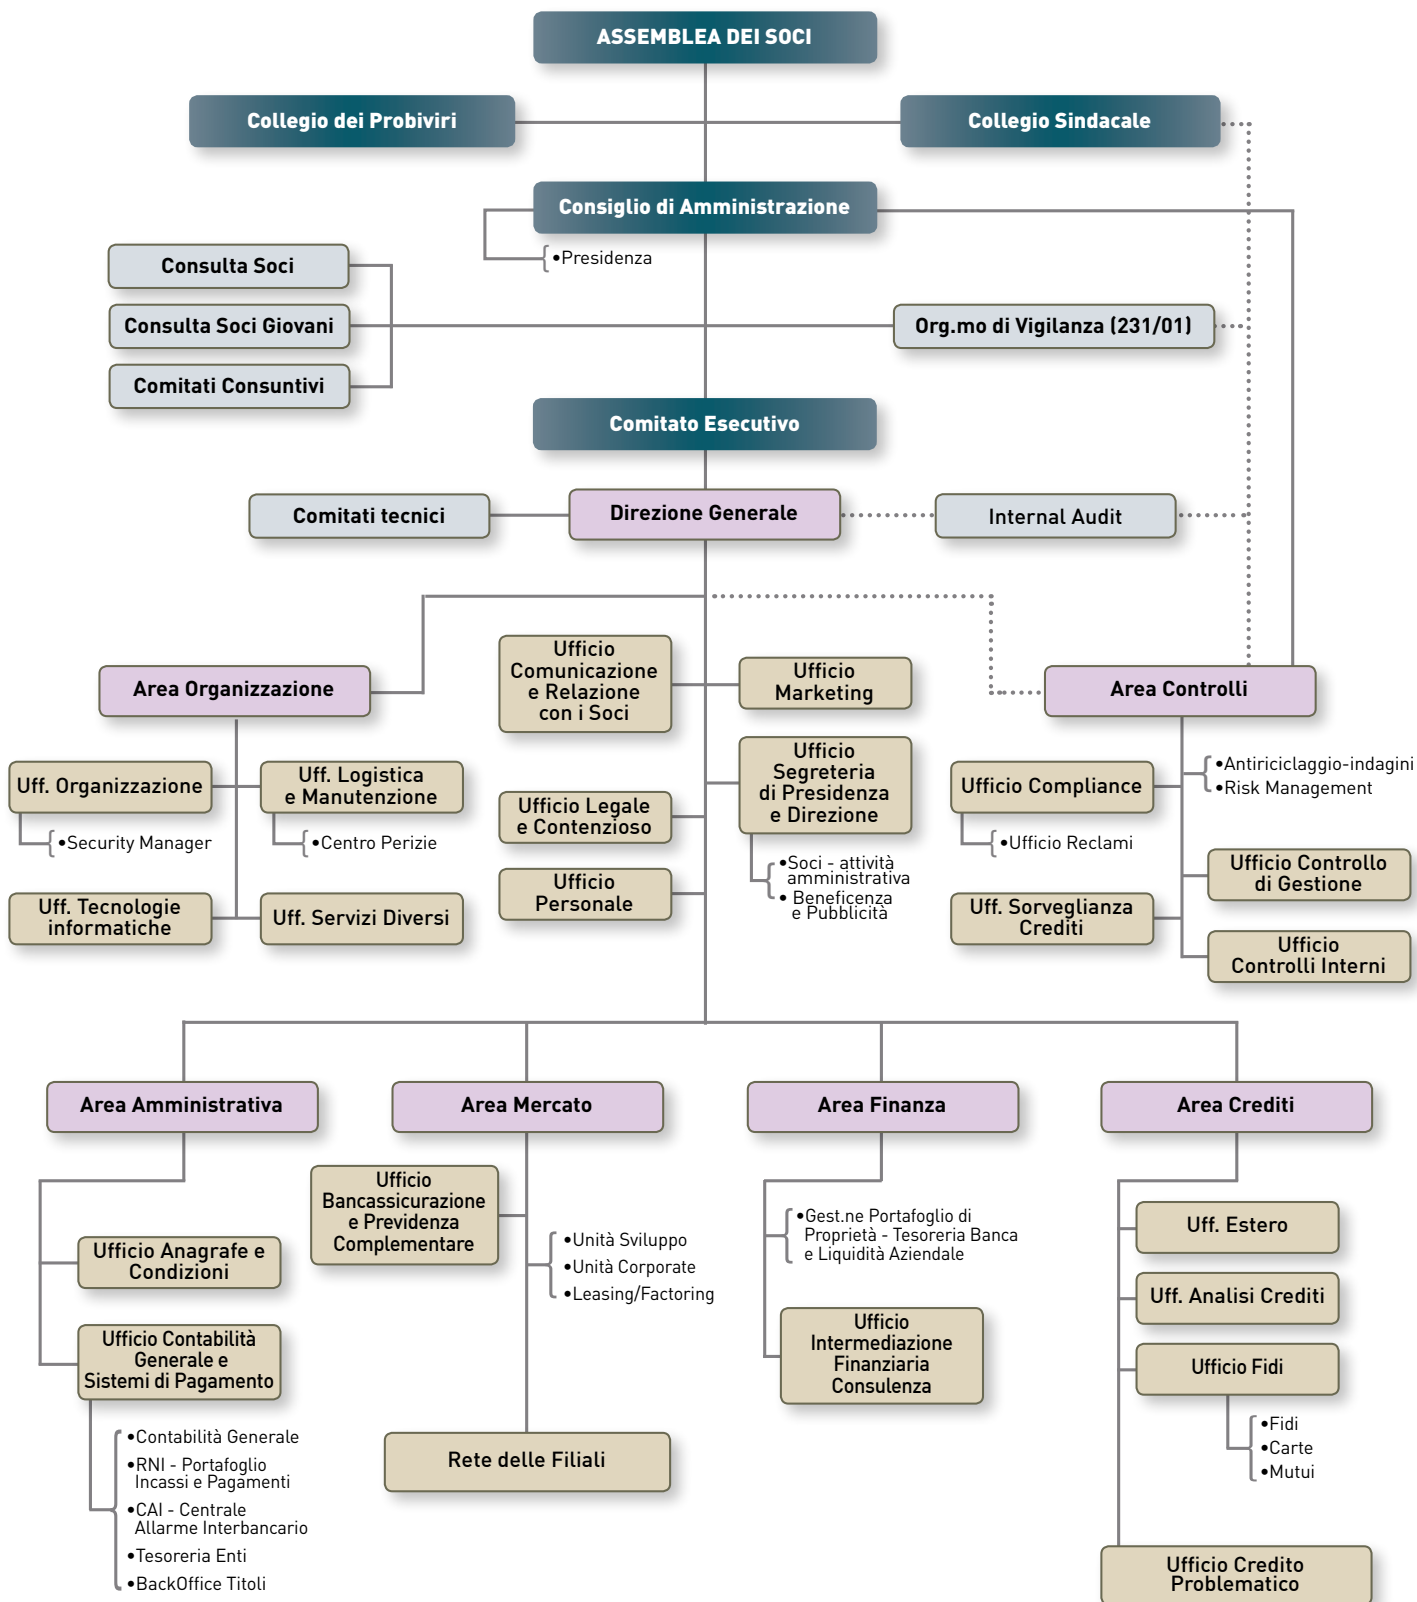 ASSEMBLEA DEI SOCI
Collegio dei Probiviri
Collegio Sindacale
Consiglio di Amministrazione
•Presidenza
Consulta Soci
Consulta Soci Giovani
Org.mo di Vigilanza (231/01)
Comitati Consuntivi
Comitato Esecutivo
Comitati tecnici
Direzione Generale
Internal Audit
Area Organizzazione
Uff. Organizzazione
•Security Manager
Uff. Logistica
e Manutenzione
•Centro Perizie
Uff. Tecnologie
informatiche
Uff. Servizi Diversi
Ufficio
Comunicazione
e Relazione
con i Soci
Ufficio
Marketing
Ufficio
Segreteria
di Presidenza
e Direzione
•Soci - attività
amministrativa
• Beneficenza
e Pubblicità
Ufficio Legale
e Contenzioso
Ufficio
Personale
Area Controlli
•Antiriciclaggio-indagini
•Risk Management
Ufficio Compliance
•Ufficio Reclami
Ufficio Controllo
di Gestione
Uff. Sorveglianza
Crediti
Ufficio
Controlli Interni
Area Amministrativa
Ufficio Anagrafe e
Condizioni
Ufficio Contabilità
Generale e
Sistemi di Pagamento
•Contabilità Generale
•RNI - Portafoglio
Incassi e Pagamenti
•CAI - Centrale
Allarme Interbancario
•Tesoreria Enti
•BackOffice Titoli
Area Mercato
Ufficio
Bancassicurazione
e Previdenza
Complementare
•Unità Sviluppo
•Unità Corporate
•Leasing/Factoring
Rete delle Filiali
Area Finanza
•Gest.ne Portafoglio di
Proprietà - Tesoreria Banca
e Liquidità Aziendale
Ufficio
Intermediazione
Finanziaria
Consulenza
Area Crediti
Uff. Estero
Uff. Analisi Crediti
Ufficio Fidi
•Fidi
•Carte
•Mutui
Ufficio Credito
Problematico